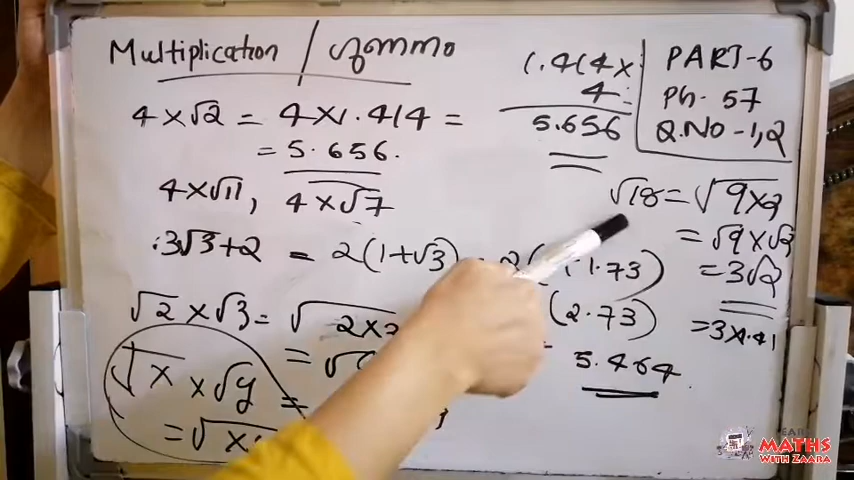 Multiplication / ഗുണനം
4 × √2 = 4 × 1.414 =
= 5.656.
4 × √11, 4 × √7
3√3 + 2 = 2(1 + √3) = 2( 1.73)
(2.73)
5.464
√2 × √3 = √2×3
= √
√x × √y =
= √x
1.414 ×
4
5.656
PART-6
Ph- 57
Q.No - 1,2
√18 = √9×2
= √9 × √2
= 3√2
= 3×1.41
MATHS
WITH ZAARA